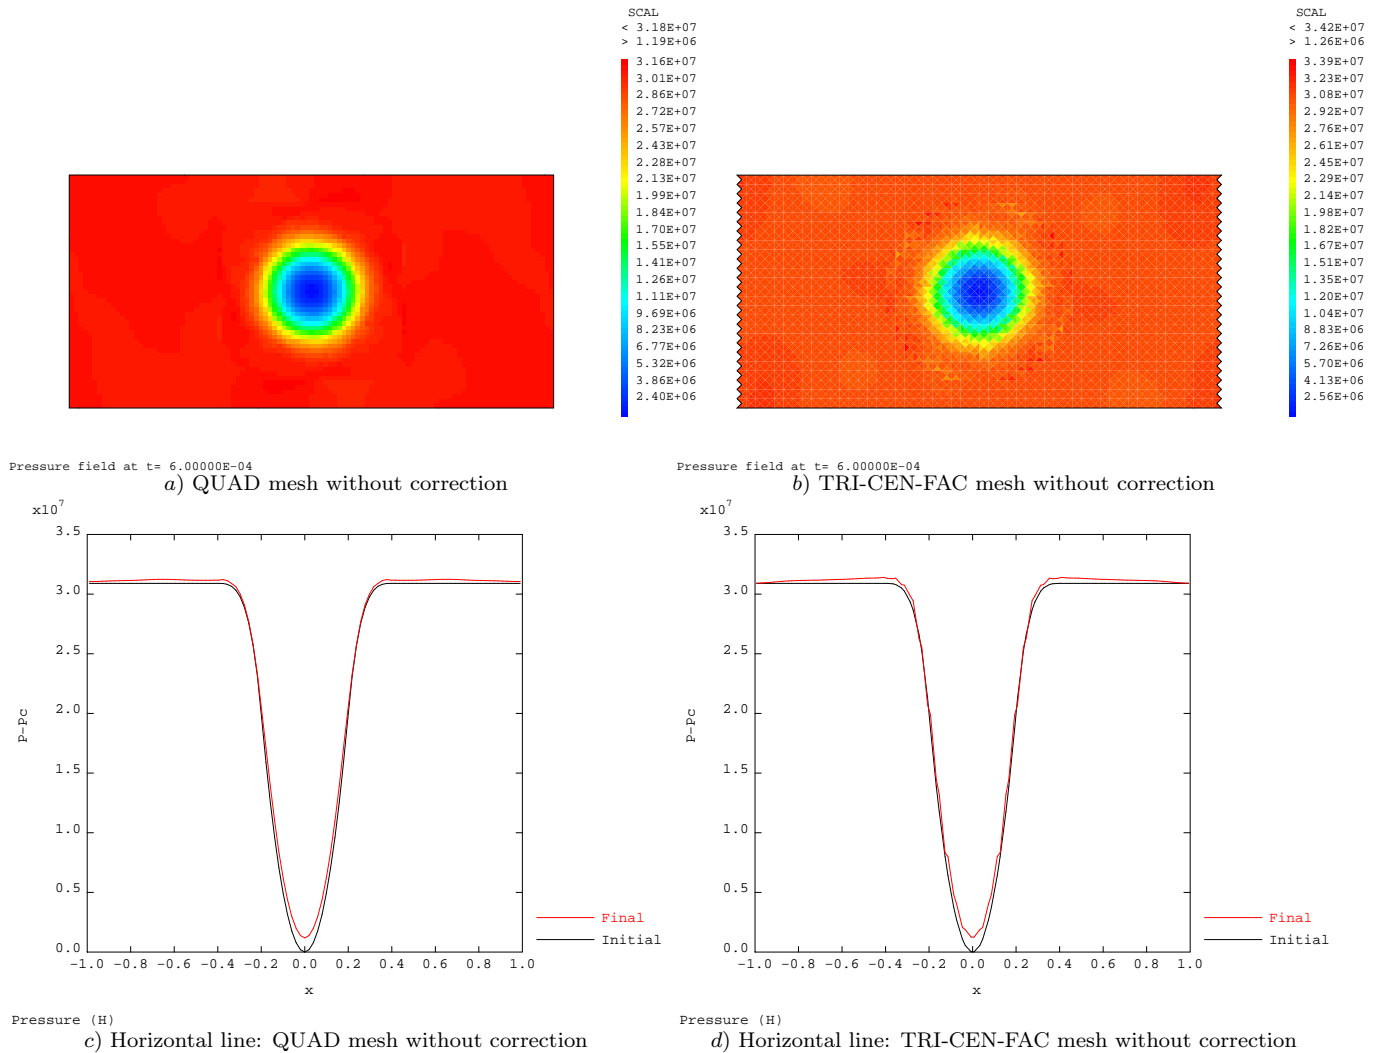 SCAL
< 3.18E+07
> 1.19E+06
3.16E+07
3.01E+07
2.86E+07
2.72E+07
2.57E+07
2.43E+07
2.28E+07
2.13E+07
1.99E+07
1.84E+07
1.70E+07
1.55E+07
1.41E+07
1.26E+07
1.11E+07
9.69E+06
8.23E+06
6.77E+06
5.32E+06
3.86E+06
2.40E+06
Pressure field at t= 6.00000E-04
a) QUAD mesh without correction
SCAL
< 3.42E+07
> 1.26E+06
3.39E+07
3.23E+07
3.08E+07
2.92E+07
2.76E+07
2.61E+07
2.45E+07
2.29E+07
2.14E+07
1.98E+07
1.82E+07
1.67E+07
1.51E+07
1.35E+07
1.20E+07
1.04E+07
8.83E+06
7.26E+06
5.70E+06
4.13E+06
2.56E+06
Pressure field at t= 6.00000E-04
b) TRI-CEN-FAC mesh without correction
x10⁷
3.5
3.0
2.5
2.0
1.5
1.0
0.5
0.0
P-Pc
-1.0 -0.8 -0.6 -0.4 -0.2 0.0 0.2 0.4 0.6 0.8 1.0
x
Final
Initial
Pressure (H)
c) Horizontal line: QUAD mesh without correction
x10⁷
3.5
3.0
2.5
2.0
1.5
1.0
0.5
0.0
P-Pc
-1.0 -0.8 -0.6 -0.4 -0.2 0.0 0.2 0.4 0.6 0.8 1.0
x
Final
Initial
Pressure (H)
d) Horizontal line: TRI-CEN-FAC mesh without correction